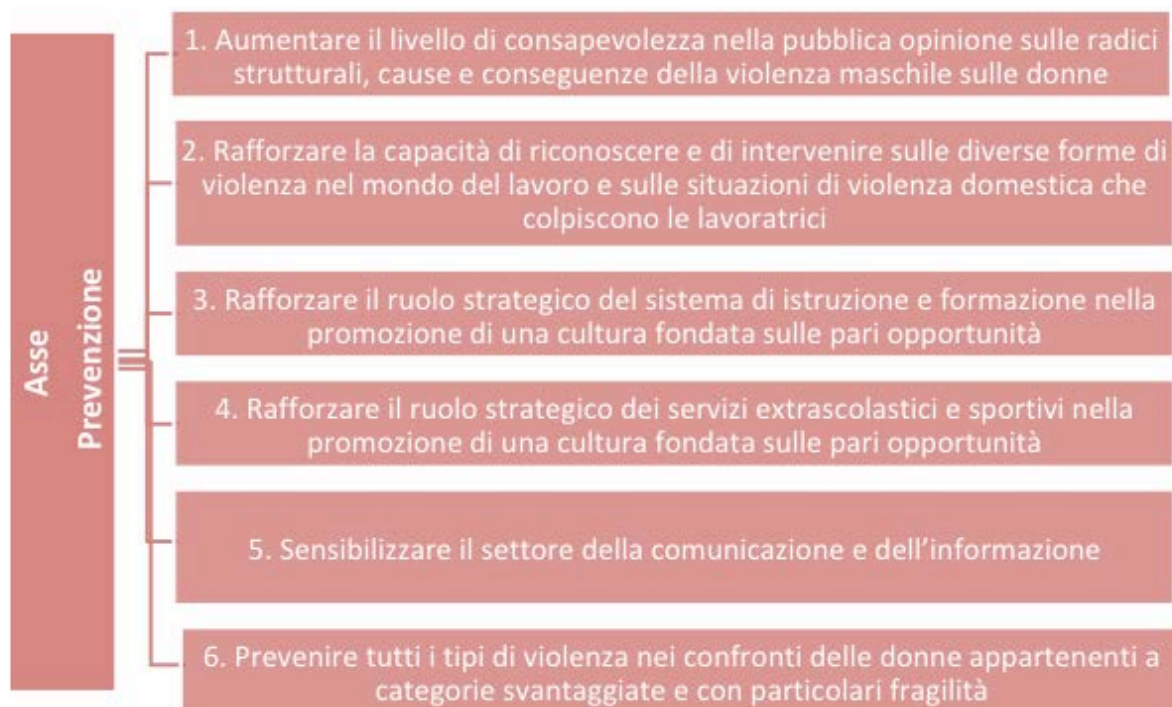 Asse
Prevenzione
1. Aumentare il livello di consapevolezza nella pubblica opinione sulle radici
strutturali, cause e conseguenze della violenza maschile sulle donne
2. Rafforzare la capacità di riconoscere e di intervenire sulle diverse forme di
violenza nel mondo del lavoro e sulle situazioni di violenza domestica che
colpiscono le lavoratrici
3. Rafforzare il ruolo strategico del sistema di istruzione e formazione nella
promozione di una cultura fondata sulle pari opportunità
4. Rafforzare il ruolo strategico dei servizi extrascolastici e sportivi nella
promozione di una cultura fondata sulle pari opportunità
5. Sensibilizzare il settore della comunicazione e dell’informazione
6. Prevenire tutti i tipi di violenza nei confronti delle donne appartenenti a
categorie svantaggiate e con particolari fragilità